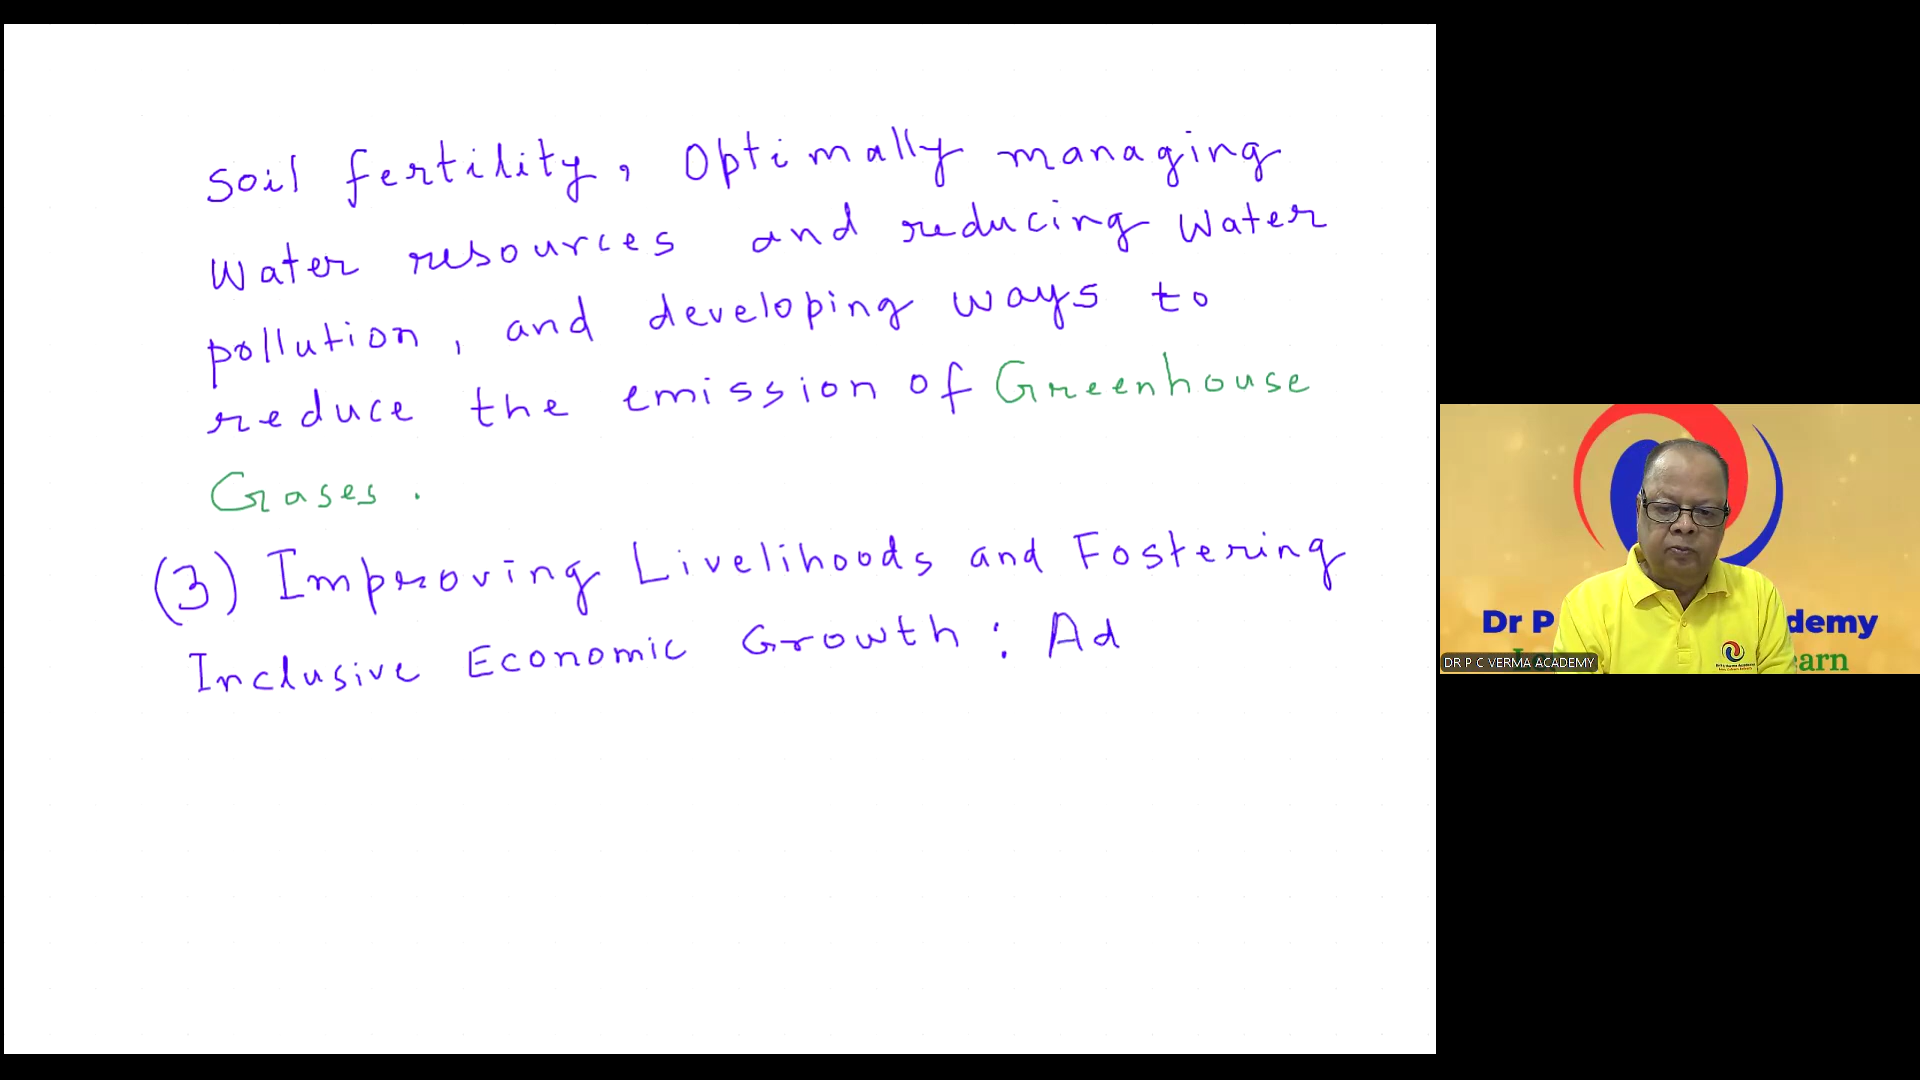 soil fertility, Optimally managing
Water resources and reducing Water
pollution, and developing ways to
reduce the emission of Greenhouse
Gases.
(3) Improving Livelihoods and Fostering
Inclusive Economic Growth : Ad
Dr P demy
arn
DR P C VERMA ACADEMY